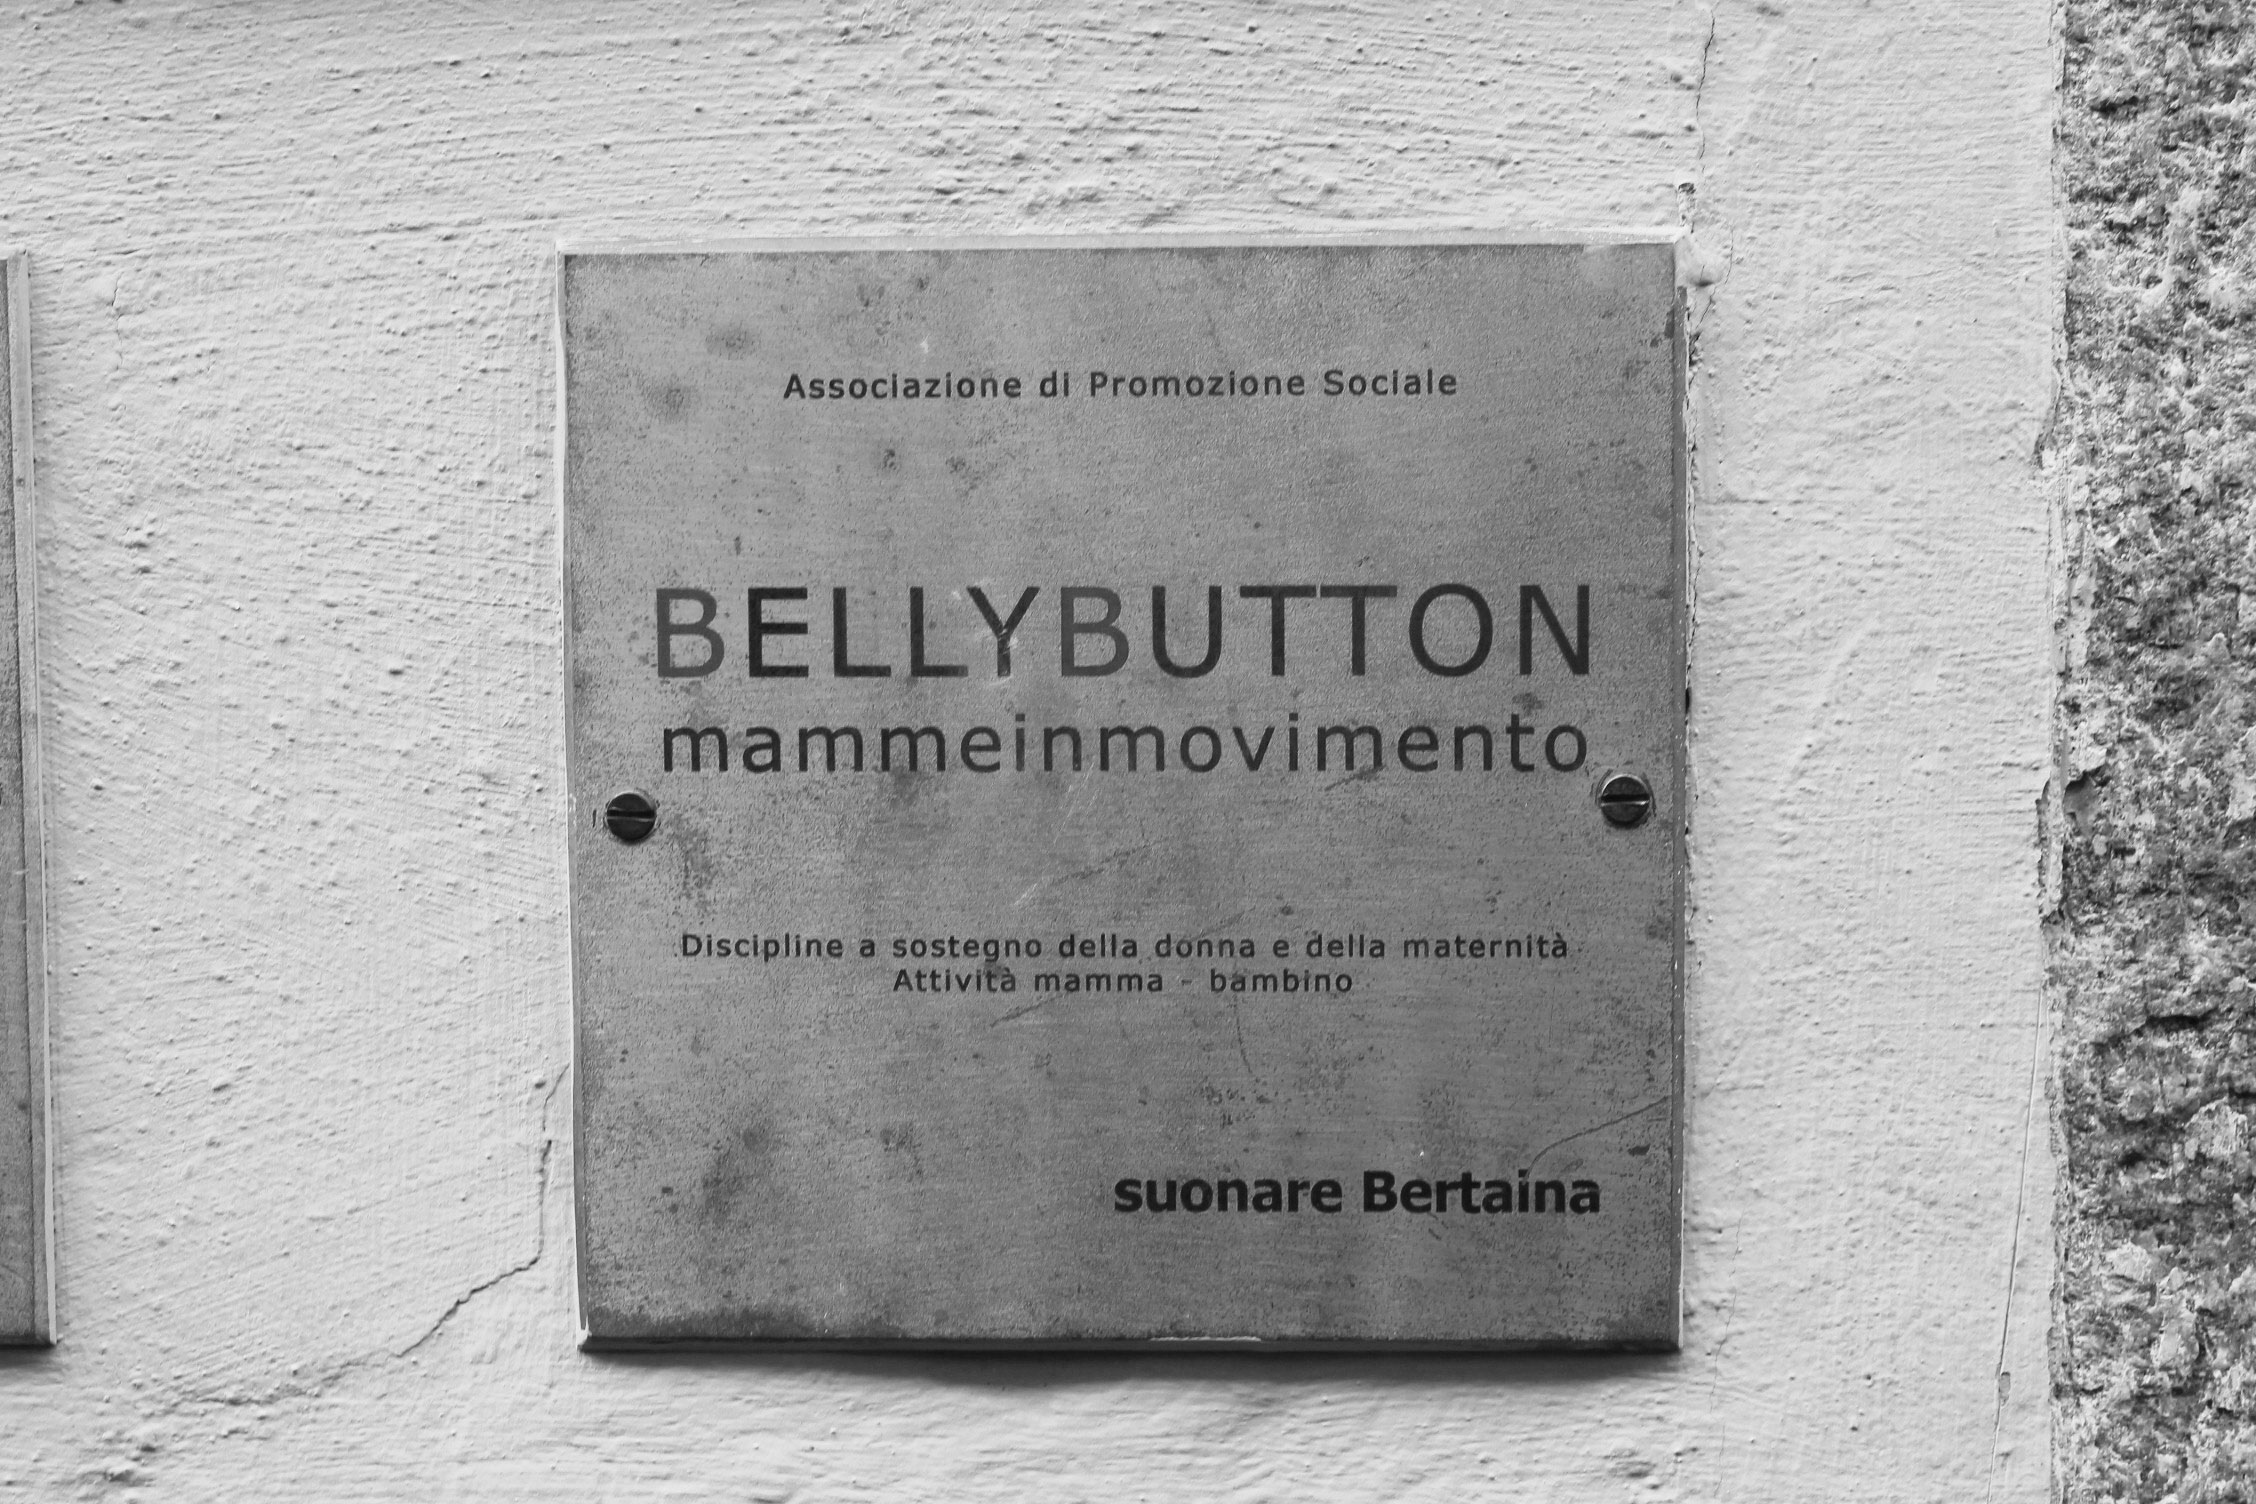 Associazione di Promozione Sociale
BELLYBUTTON
mammeinmovimento
Discipline a sostegno della donna e della maternità
Attività mamma - bambino
suonare Bertaina